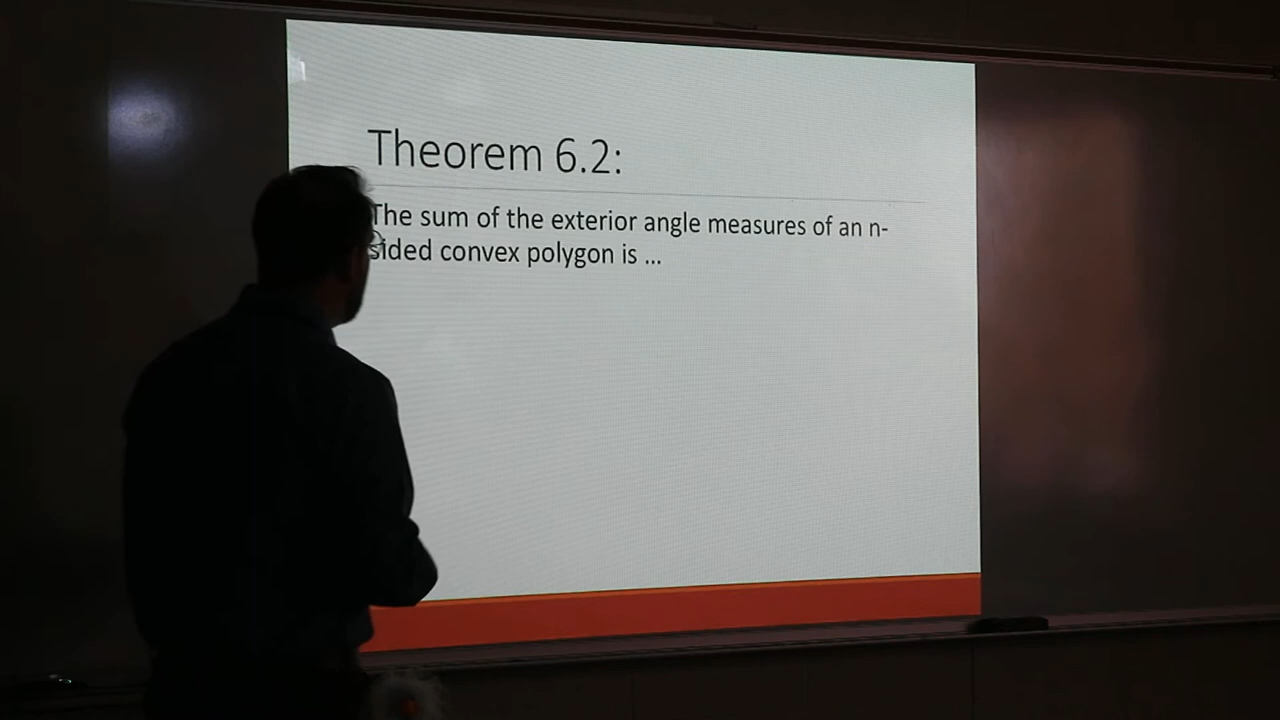 Theorem 6.2:
The sum of the exterior angle measures of an n-
sided convex polygon is ...